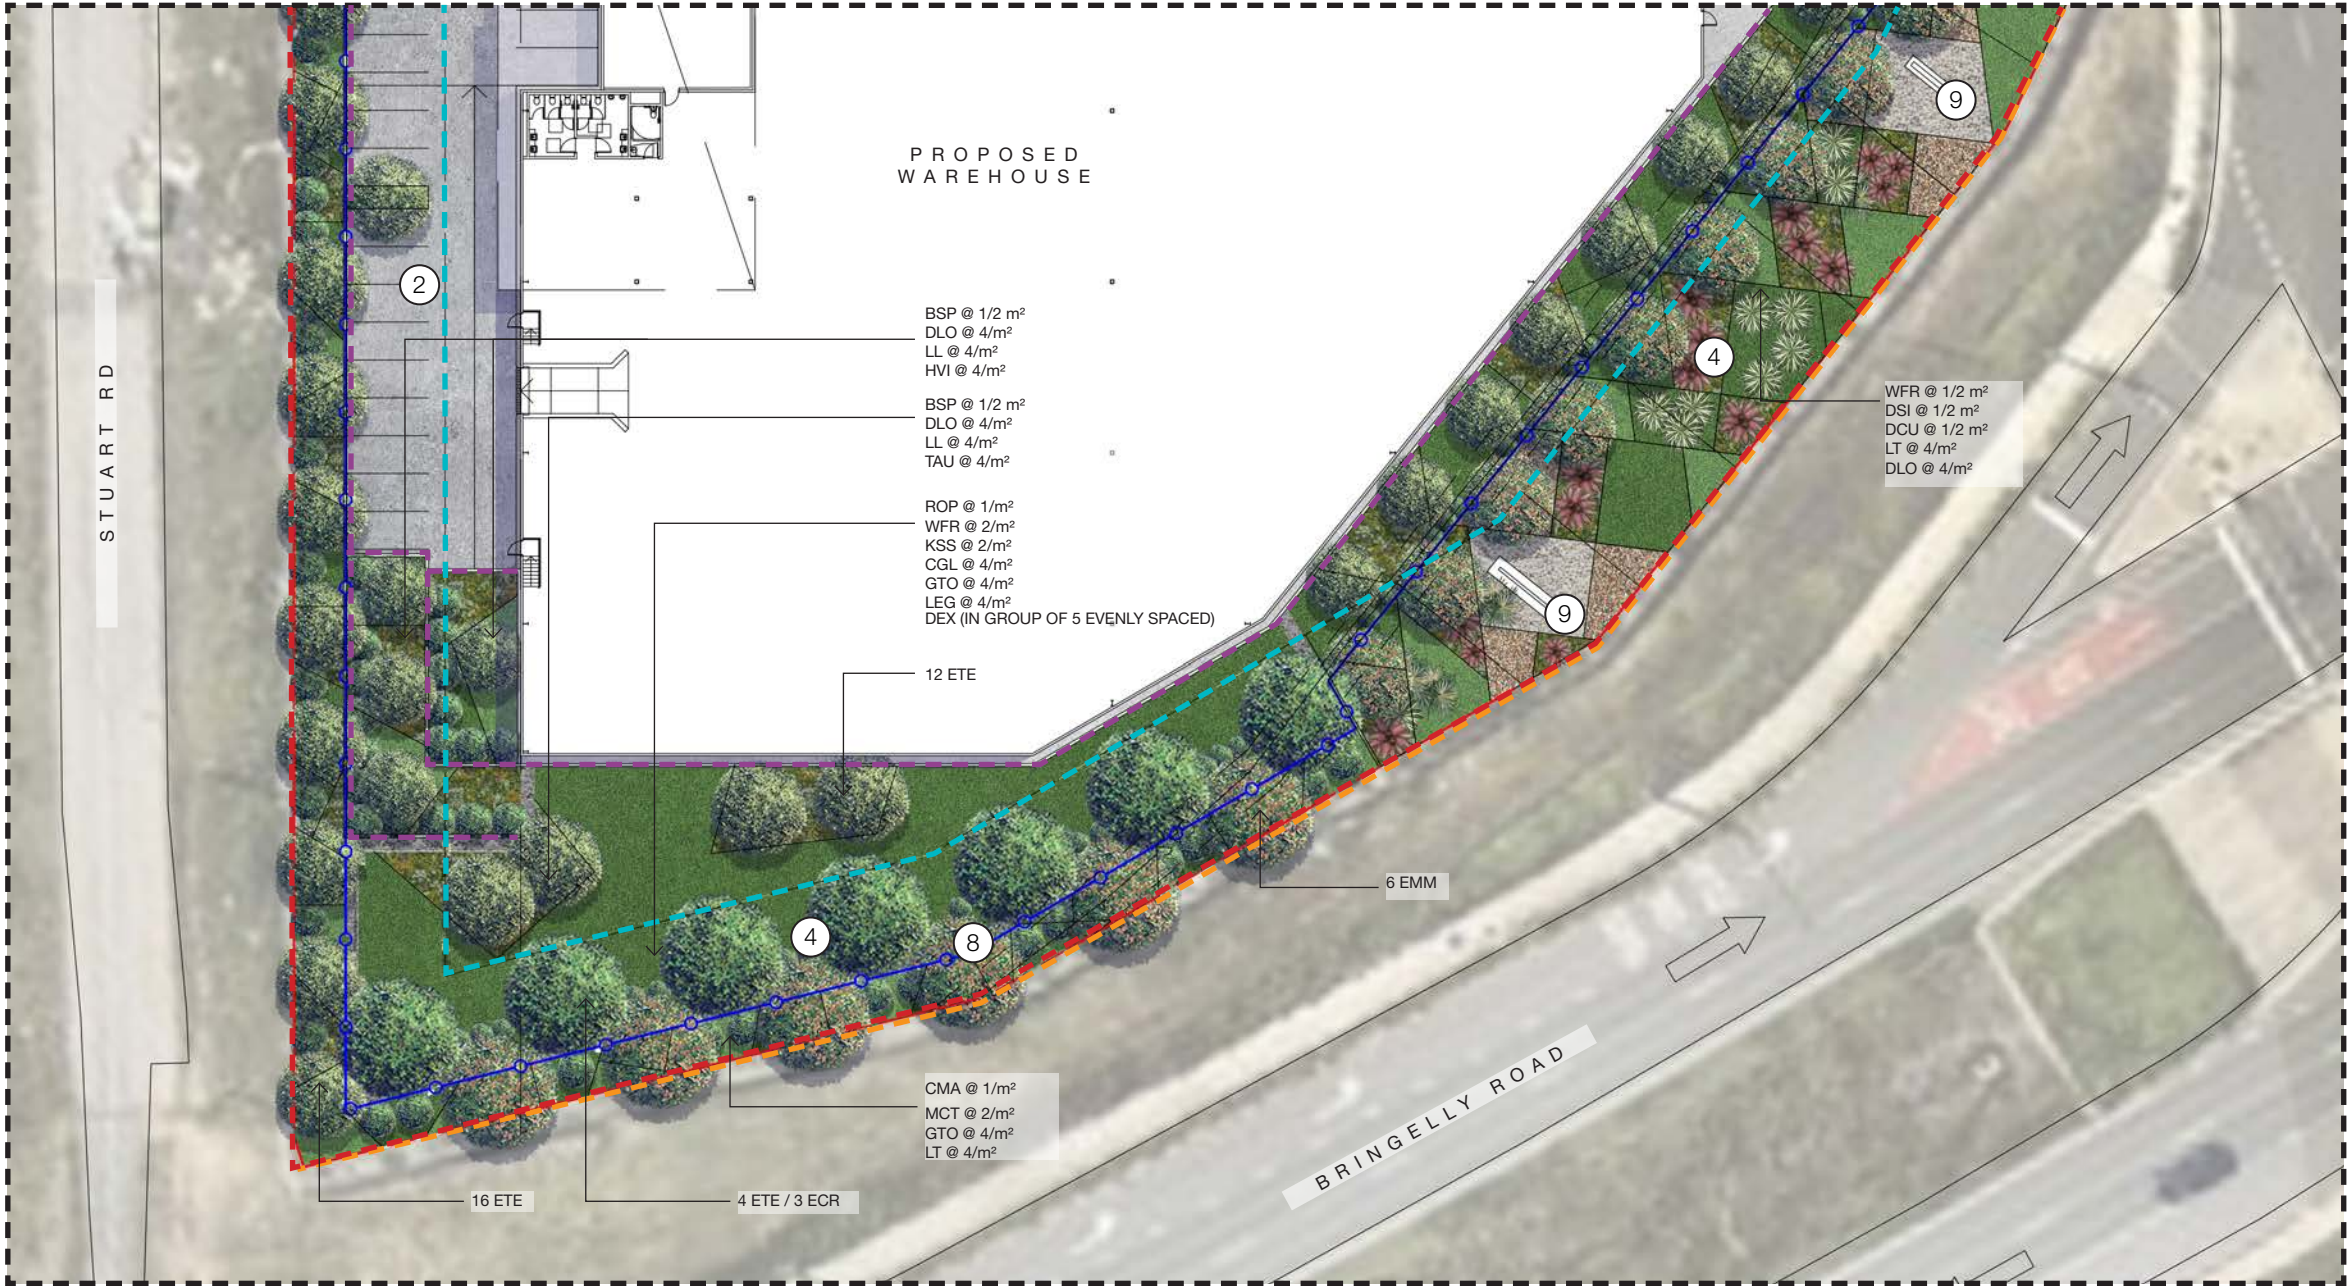 PROPOSED
WAREHOUSE
9
2
STUART RD
BSP @ 1/2 m²
DLO @ 4/m²
LL @ 4/m²
HVI @ 4/m²
BSP @ 1/2 m²
DLO @ 4/m²
LL @ 4/m²
TAU @ 4/m²
4
WFR @ 1/2 m²
DSI @ 1/2 m²
DCU @ 1/2 m²
LT @ 4/m²
DLO @ 4/m²
ROP @ 1/m²
WFR @ 2/m²
KSS @ 2/m²
CGL @ 4/m²
GTO @ 4/m²
LEG @ 4/m²
DEX (IN GROUP OF 5 EVENLY SPACED)
9
12 ETE
6 EMM
4
8
CMA @ 1/m²
MCT @ 2/m²
GTO @ 4/m²
LT @ 4/m²
BRINGELLY ROAD
16 ETE
4 ETE / 3 ECR